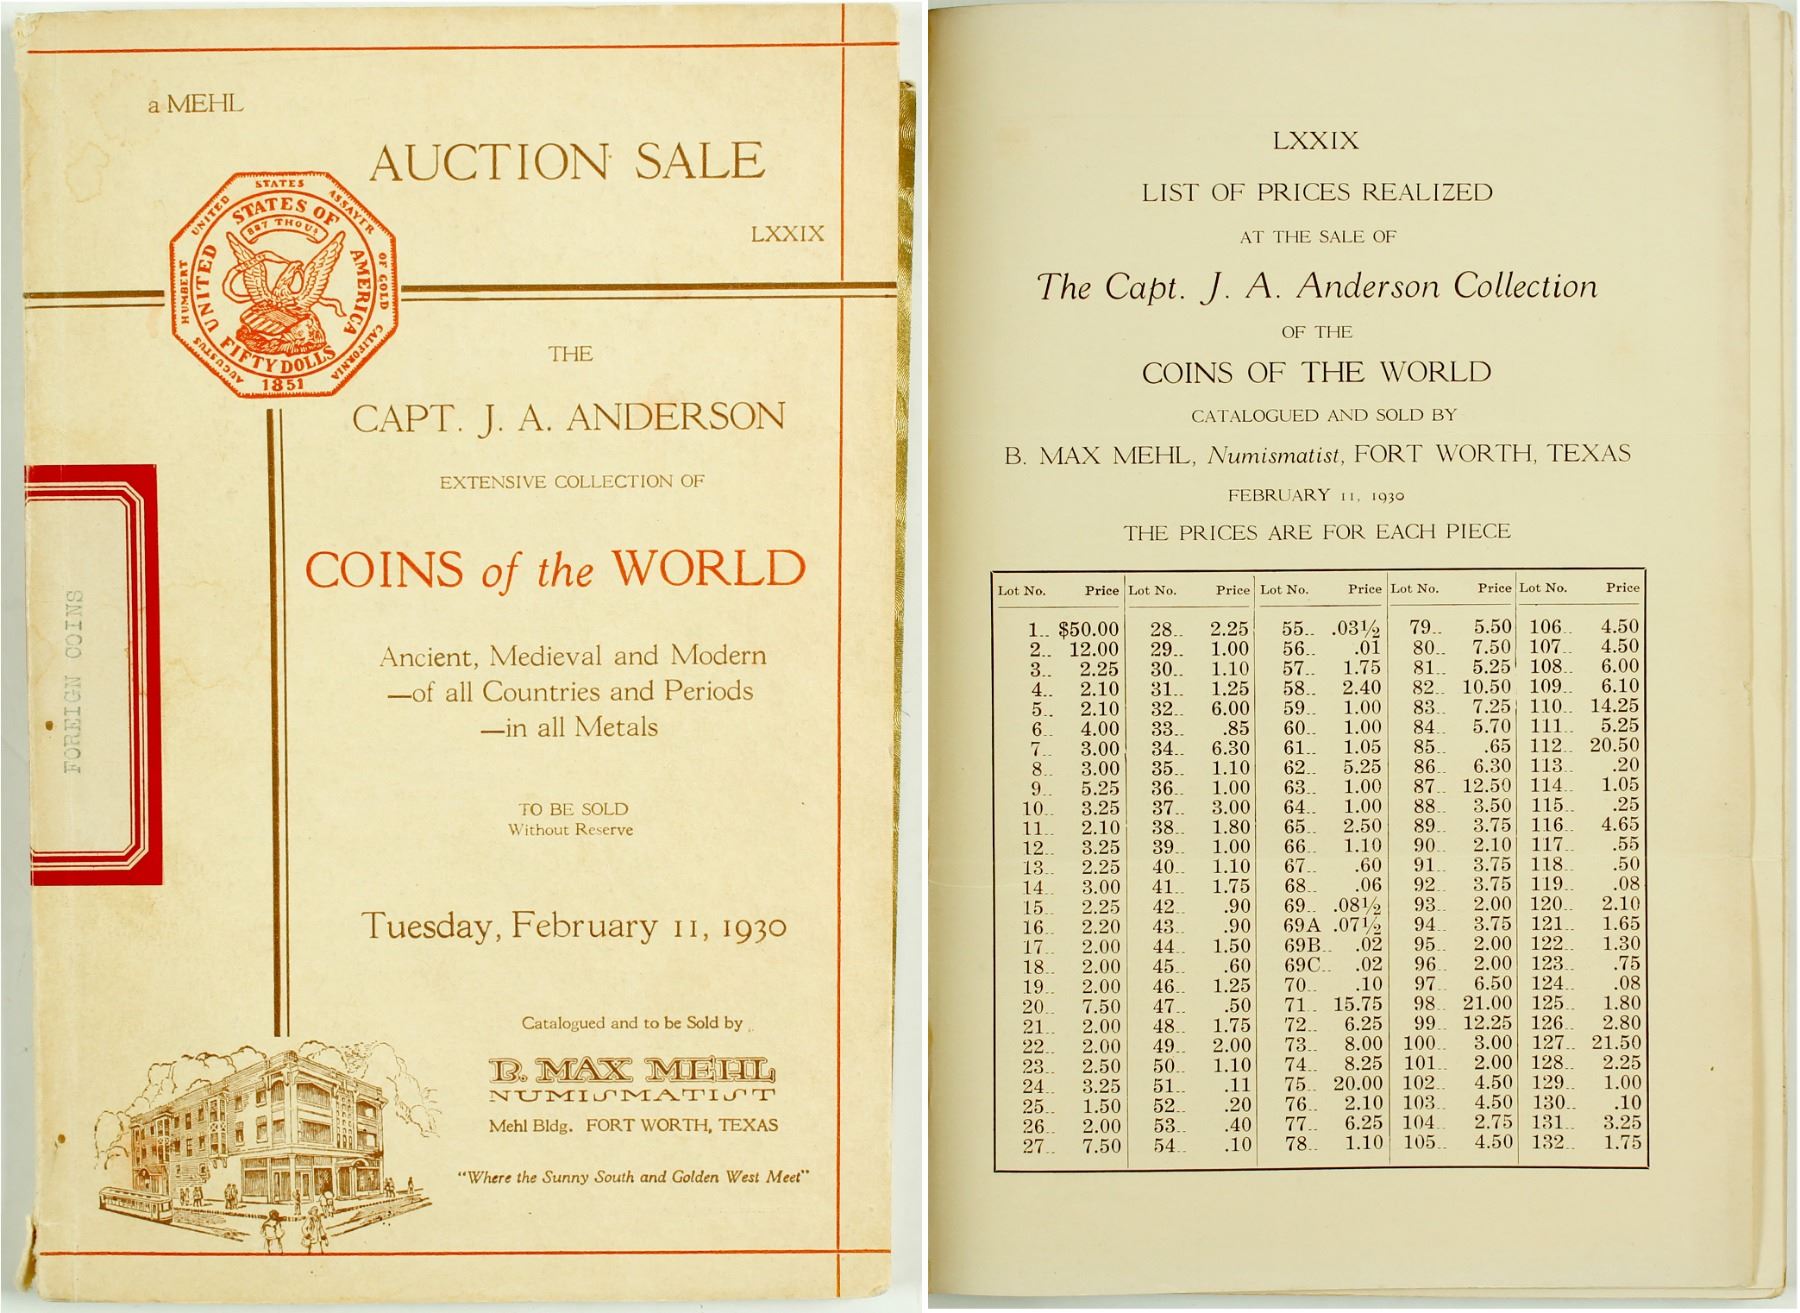 a MEHL
AUCTION SALE
LXXIX
UNITED STATES ASSAYER OF GOLD CALIFORNIA AUGUSTUS HUMBERT
UNITED STATES OF AMERICA
887 THOUS
FIFTY DOLLS
1851
THE
CAPT. J. A. ANDERSON
EXTENSIVE COLLECTION OF
COINS of the WORLD
Ancient, Medieval and Modern
—of all Countries and Periods
—in all Metals
TO BE SOLD
Without Reserve
Tuesday, February 11, 1930
Catalogued and to be Sold by
B. MAX MEHL
NUMISMATIST
Mehl Bldg. FORT WORTH, TEXAS
"Where the Sunny South and Golden West Meet"
FOREIGN COINS
LXXIX
LIST OF PRICES REALIZED
AT THE SALE OF
The Capt. J. A. Anderson Collection
OF THE
COINS OF THE WORLD
CATALOGUED AND SOLD BY
B. MAX MEHL, Numismatist, FORT WORTH, TEXAS
FEBRUARY 11, 1930
THE PRICES ARE FOR EACH PIECE
Lot No. Price Lot No. Price Lot No. Price Lot No. Price Lot No. Price
1.. $50.00 28.. 2.25 55.. .03½ 79.. 5.50 106.. 4.50
2.. 12.00 29.. 1.00 56.. .01 80.. 7.50 107.. 4.50
3.. 2.25 30.. 1.10 57.. 1.75 81.. 5.25 108.. 6.00
4.. 2.10 31.. 1.25 58.. 2.40 82.. 10.50 109.. 6.10
5.. 2.10 32.. 6.00 59.. 1.00 83.. 7.25 110.. 14.25
6.. 4.00 33.. .85 60.. 1.00 84.. 5.70 111.. 5.25
7.. 3.00 34.. 6.30 61.. 1.05 85.. .65 112.. 20.50
8.. 3.00 35.. 1.10 62.. 5.25 86.. 6.30 113.. .20
9.. 5.25 36.. 1.00 63.. 1.00 87.. 12.50 114.. 1.05
10.. 3.25 37.. 3.00 64.. 1.00 88.. 3.50 115.. .25
11.. 2.10 38.. 1.80 65.. 2.50 89.. 3.75 116.. 4.65
12.. 3.25 39.. 1.00 66.. 1.10 90.. 2.10 117.. .55
13.. 2.25 40.. 1.10 67.. .60 91.. 3.75 118.. .50
14.. 3.00 41.. 1.75 68.. .06 92.. 3.75 119.. .08
15.. 2.25 42.. .90 69.. .08½ 93.. 2.00 120.. 2.10
16.. 2.20 43.. .90 69A .07½ 94.. 3.75 121.. 1.65
17.. 2.00 44.. 1.50 69B.. .02 95.. 2.00 122.. 1.30
18.. 2.00 45.. .60 69C.. .02 96.. 2.00 123.. .75
19.. 2.00 46.. 1.25 70.. .10 97.. 6.50 124.. .08
20.. 7.50 47.. .50 71.. 15.75 98.. 21.00 125.. 1.80
21.. 2.00 48.. 1.75 72.. 6.25 99.. 12.25 126.. 2.80
22.. 2.00 49.. 2.00 73.. 8.00 100.. 3.00 127.. 21.50
23.. 2.50 50.. 1.10 74.. 8.25 101.. 2.00 128.. 2.25
24.. 3.25 51.. .11 75.. 20.00 102.. 4.50 129.. 1.00
25.. 1.50 52.. .20 76.. 2.10 103.. 4.50 130.. .10
26.. 2.00 53.. .40 77.. 6.25 104.. 2.75 131.. 3.25
27.. 7.50 54.. .10 78.. 1.10 105.. 4.50 132.. 1.75